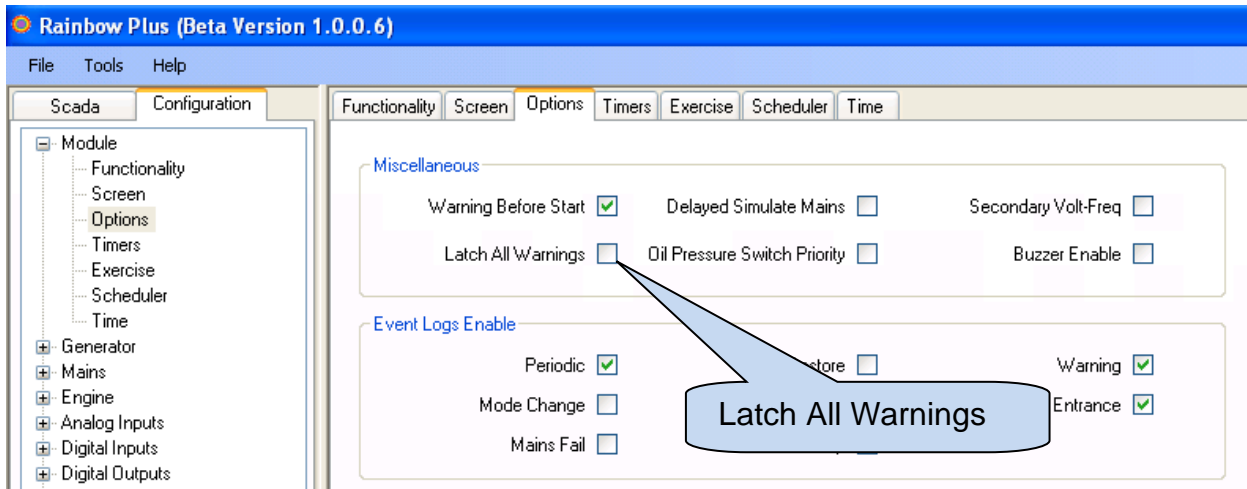 Rainbow Plus (Beta Version 1.0.0.6)
File Tools Help
Scada Configuration
Functionality Screen Options Timers Exercise Scheduler Time
Module
Functionality
Screen
Options
Timers
Exercise
Scheduler
Time
Generator
Mains
Engine
Analog Inputs
Digital Inputs
Digital Outputs
Miscellaneous
Warning Before Start Delayed Simulate Mains Secondary Volt-Freq
Latch All Warnings Oil Pressure Switch Priority Buzzer Enable
Event Logs Enable
Periodic Warning
Mode Change Entrance
Mains Fail
Latch All Warnings